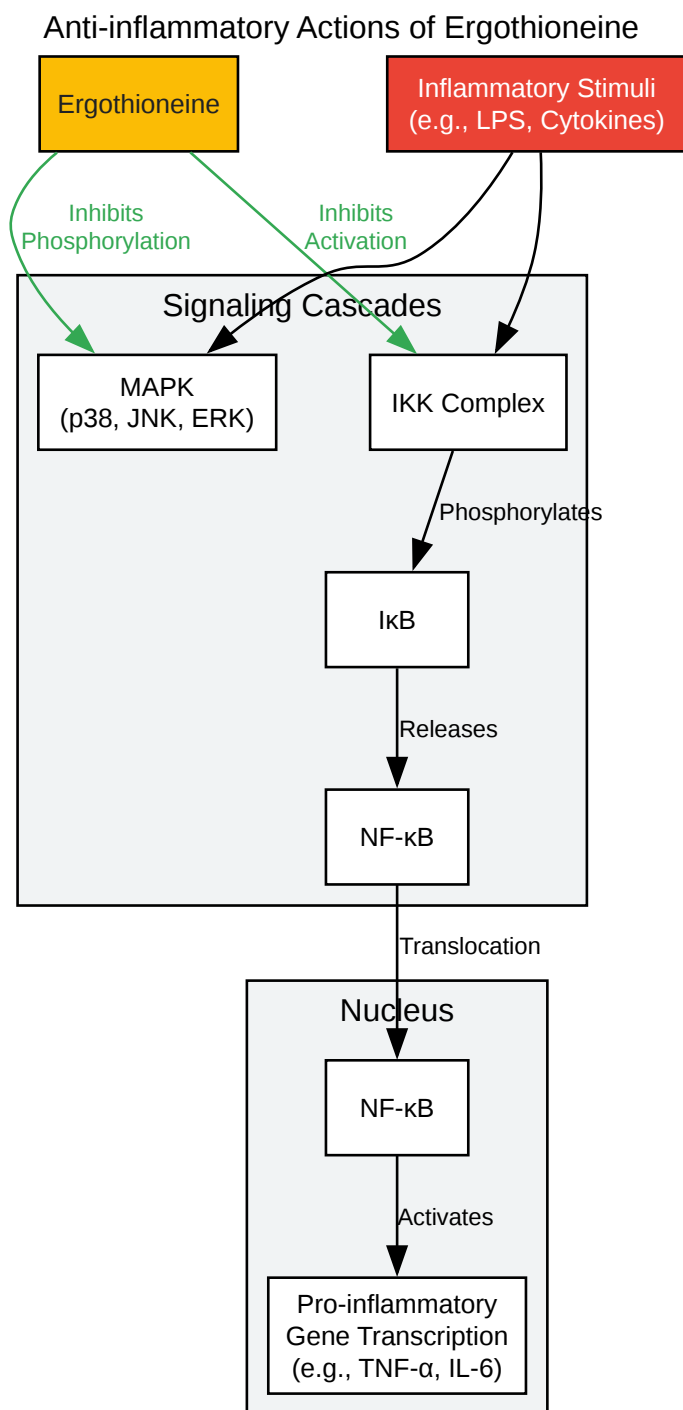 Anti-inflammatory Actions of Ergothioneine
Ergothioneine
Inflammatory Stimuli
(e.g., LPS, Cytokines)
Inhibits
Phosphorylation
Inhibits
Activation
Signaling Cascades
MAPK
(p38, JNK, ERK)
IKK Complex
Phosphorylates
IκB
Releases
NF-κB
Translocation
Nucleus
NF-κB
Activates
Pro-inflammatory
Gene Transcription
(e.g., TNF-α, IL-6)